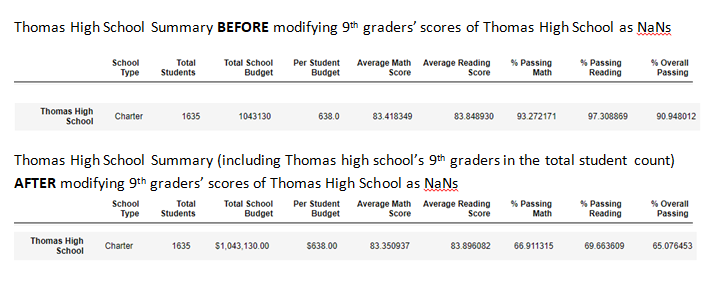 Thomas High School Summary BEFORE modifying 9th graders' scores of Thomas High School as NaNs
School Type Total Students Total School Budget Per Student Budget Average Math Score Average Reading Score % Passing Math % Passing Reading % Overall Passing
Thomas High School Charter 1635 1043130 638.0 83.418349 83.848930 93.272171 97.308869 90.948012
Thomas High School Summary (including Thomas high school's 9th graders in the total student count)
AFTER modifying 9th graders' scores of Thomas High School as NaNs
School Type Total Students Total School Budget Per Student Budget Average Math Score Average Reading Score % Passing Math % Passing Reading % Overall Passing
Thomas High School Charter 1635 $1,043,130.00 $638.00 83.350937 83.896082 66.911315 69.663609 65.076453